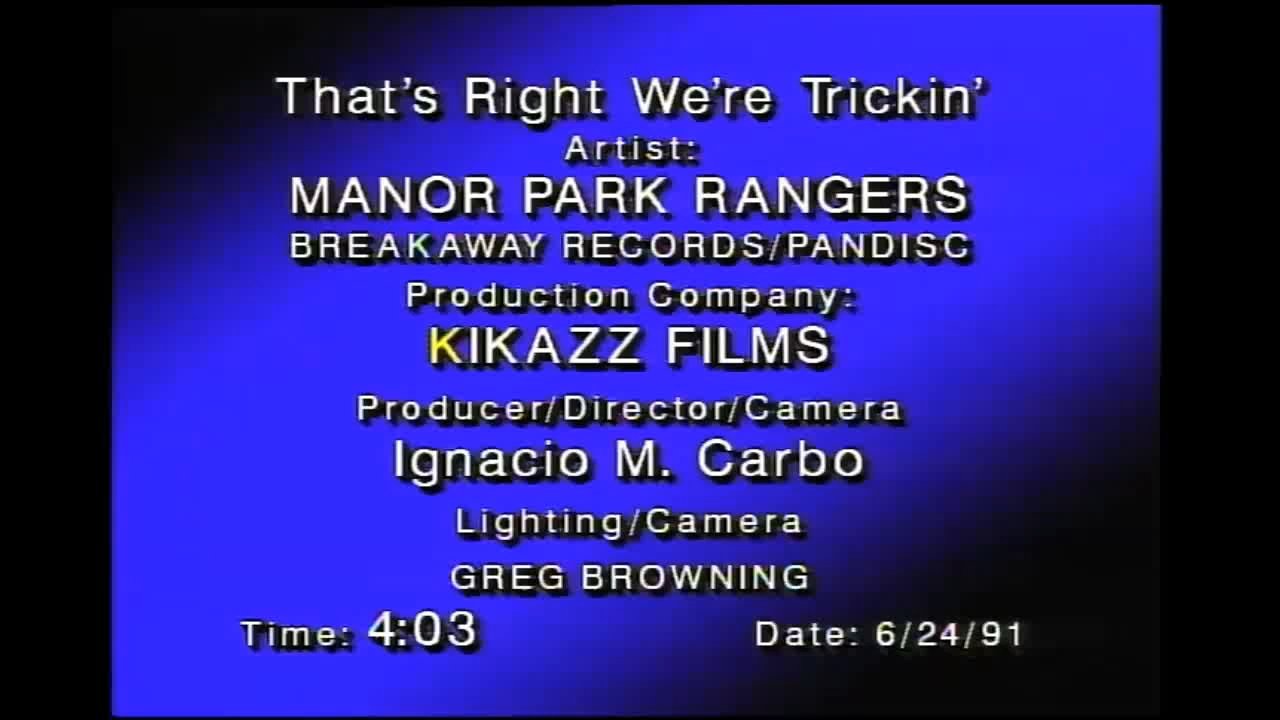 That's Right We're Trickin'
Artist:
MANOR PARK RANGERS
BREAKAWAY RECORDS/PANDISC
Production Company:
KIKAZZ FILMS
Producer/Director/Camera
Ignacio M. Carbo
Lighting/Camera
GREG BROWNING
Time: 4:03 Date: 6/24/91